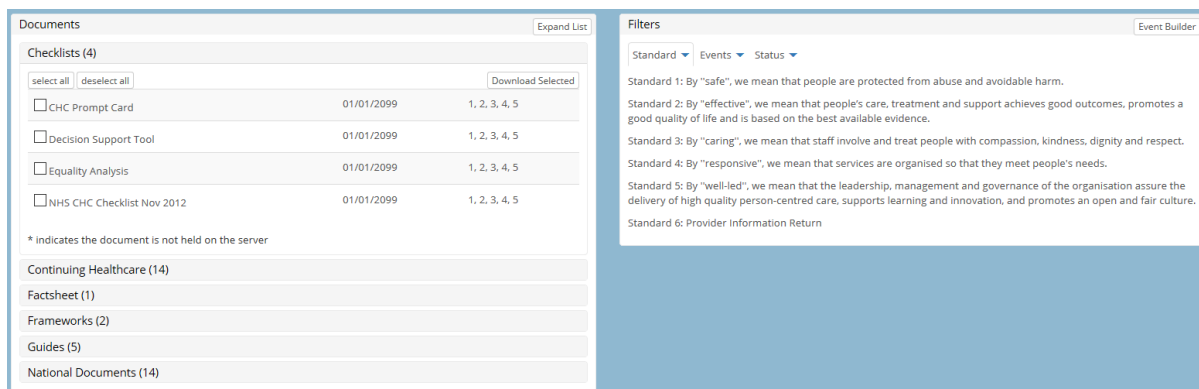 Documents
Expand List
Checklists (4)
select all deselect all Download Selected
CHC Prompt Card 01/01/2099 1, 2, 3, 4, 5
Decision Support Tool 01/01/2099 1, 2, 3, 4, 5
Equality Analysis 01/01/2099 1, 2, 3, 4, 5
NHS CHC Checklist Nov 2012 01/01/2099 1, 2, 3, 4, 5
* indicates the document is not held on the server
Continuing Healthcare (14)
Factsheet (1)
Frameworks (2)
Guides (5)
National Documents (14)
Filters
Event Builder
Standard Events Status
Standard 1: By "safe", we mean that people are protected from abuse and avoidable harm.
Standard 2: By "effective", we mean that people's care, treatment and support achieves good outcomes, promotes a
good quality of life and is based on the best available evidence.
Standard 3: By "caring", we mean that staff involve and treat people with compassion, kindness, dignity and respect.
Standard 4: By "responsive", we mean that services are organised so that they meet people's needs.
Standard 5: By "well-led", we mean that the leadership, management and governance of the organisation assure the
delivery of high quality person-centred care, supports learning and innovation, and promotes an open and fair culture.
Standard 6: Provider Information Return